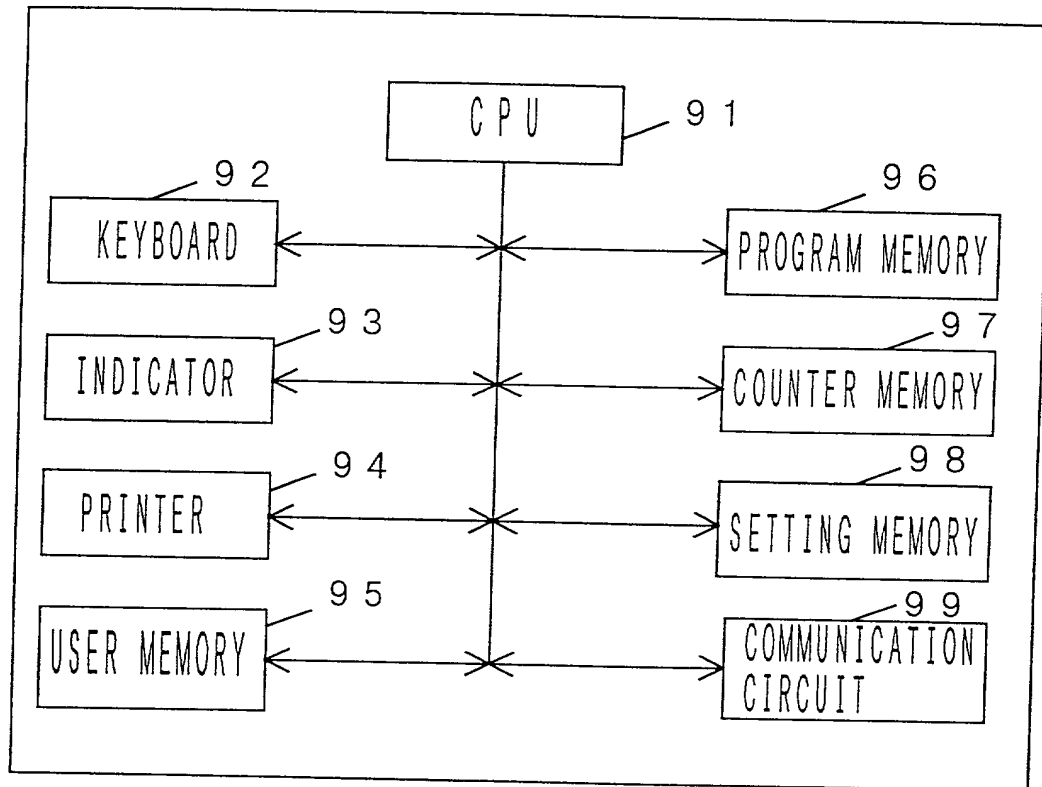 CPU
91
92
KEYBOARD
96
PROGRAM MEMORY
93
INDICATOR
97
COUNTER MEMORY
94
PRINTER
98
SETTING MEMORY
95
USER MEMORY
99
COMMUNICATION
CIRCUIT